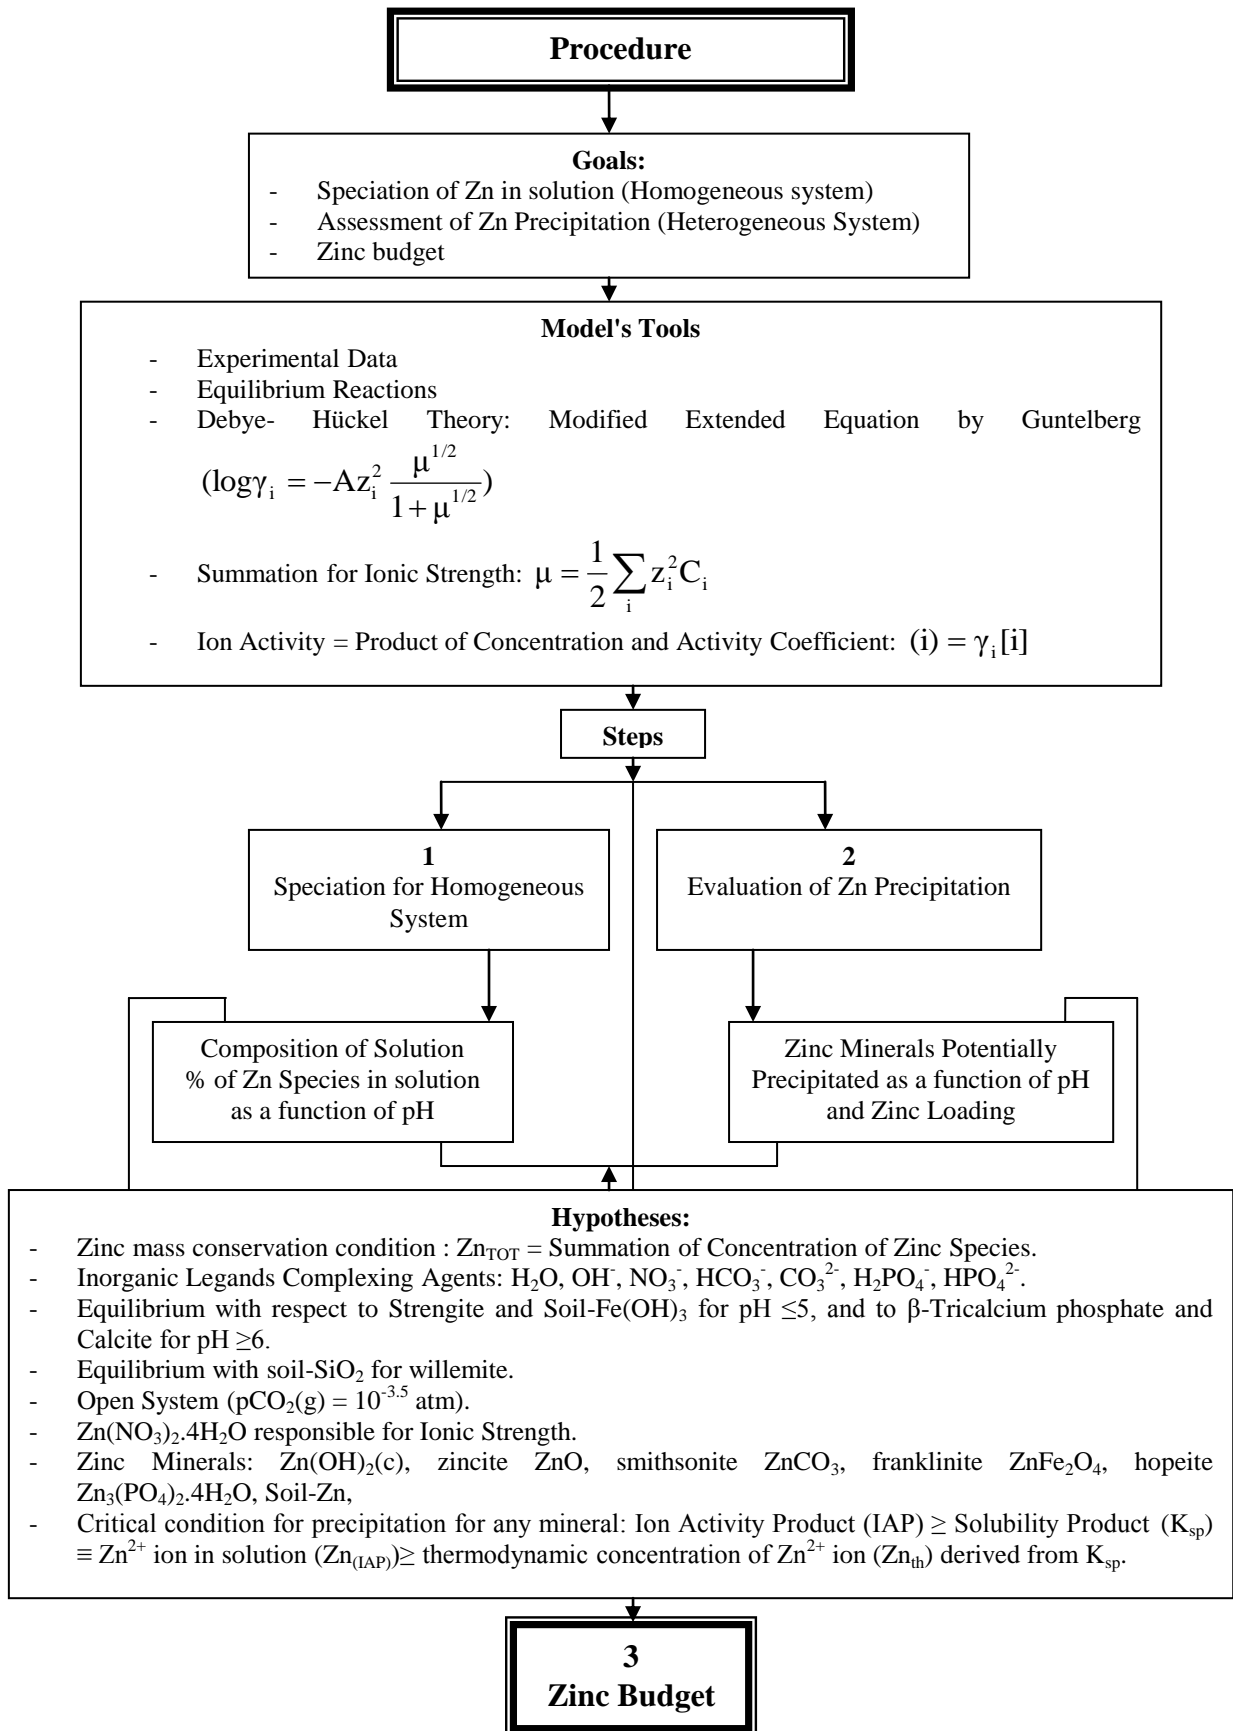 Procedure
Goals:
- Speciation of Zn in solution (Homogeneous system)
- Assessment of Zn Precipitation (Heterogeneous System)
- Zinc budget
Model's Tools
- Experimental Data
- Equilibrium Reactions
- Debye- Hückel Theory: Modified Extended Equation by Guntelberg
(logγᵢ = −Azᵢ² μ^{1/2} / (1 + μ^{1/2}))
- Summation for Ionic Strength: μ = 1/2 ∑ᵢ zᵢ²Cᵢ
- Ion Activity = Product of Concentration and Activity Coefficient: (i) = γᵢ[i]
Steps
1
Speciation for Homogeneous
System
2
Evaluation of Zn Precipitation
Composition of Solution
% of Zn Species in solution
as a function of pH
Zinc Minerals Potentially
Precipitated as a function of pH
and Zinc Loading
Hypotheses:
- Zinc mass conservation condition : Zn_TOT = Summation of Concentration of Zinc Species.
- Inorganic Legands Complexing Agents: H₂O, OH⁻, NO₃⁻, HCO₃⁻, CO₃²⁻, H₂PO₄⁻, HPO₄²⁻.
- Equilibrium with respect to Strengite and Soil-Fe(OH)₃ for pH ≤5, and to β-Tricalcium phosphate and
Calcite for pH ≥6.
- Equilibrium with soil-SiO₂ for willemite.
- Open System (pCO₂(g) = 10⁻³·⁵ atm).
- Zn(NO₃)₂.4H₂O responsible for Ionic Strength.
- Zinc Minerals: Zn(OH)₂(c), zincite ZnO, smithsonite ZnCO₃, franklinite ZnFe₂O₄, hopeite
Zn₃(PO₄)₂.4H₂O, Soil-Zn,
- Critical condition for precipitation for any mineral: Ion Activity Product (IAP) ≥ Solubility Product (K_sp)
≡ Zn²⁺ ion in solution (Zn_(IAP))≥ thermodynamic concentration of Zn²⁺ ion (Zn_th) derived from K_sp.
3
Zinc Budget